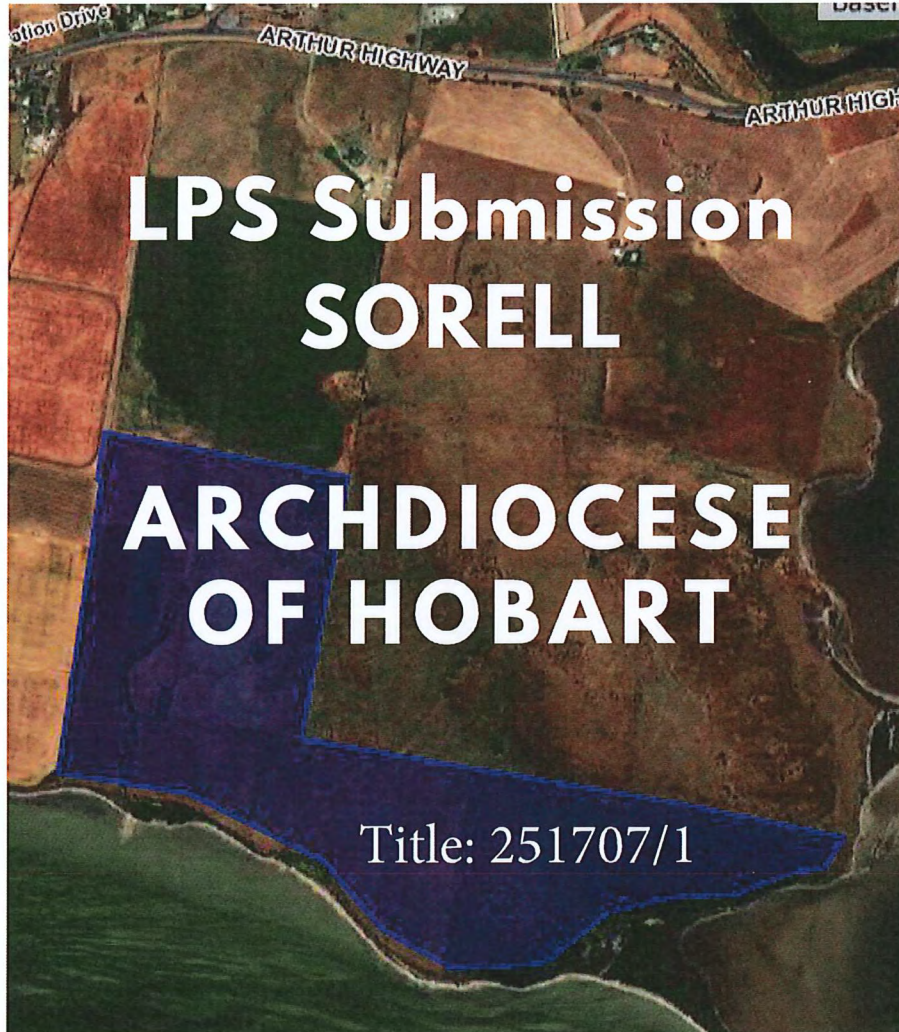 ation Drive
ARTHUR HIGHWAY
ARTHUR HIGH
LPS Submission
SORELL
ARCHDIOCESE
OF HOBART
Title: 251707/1